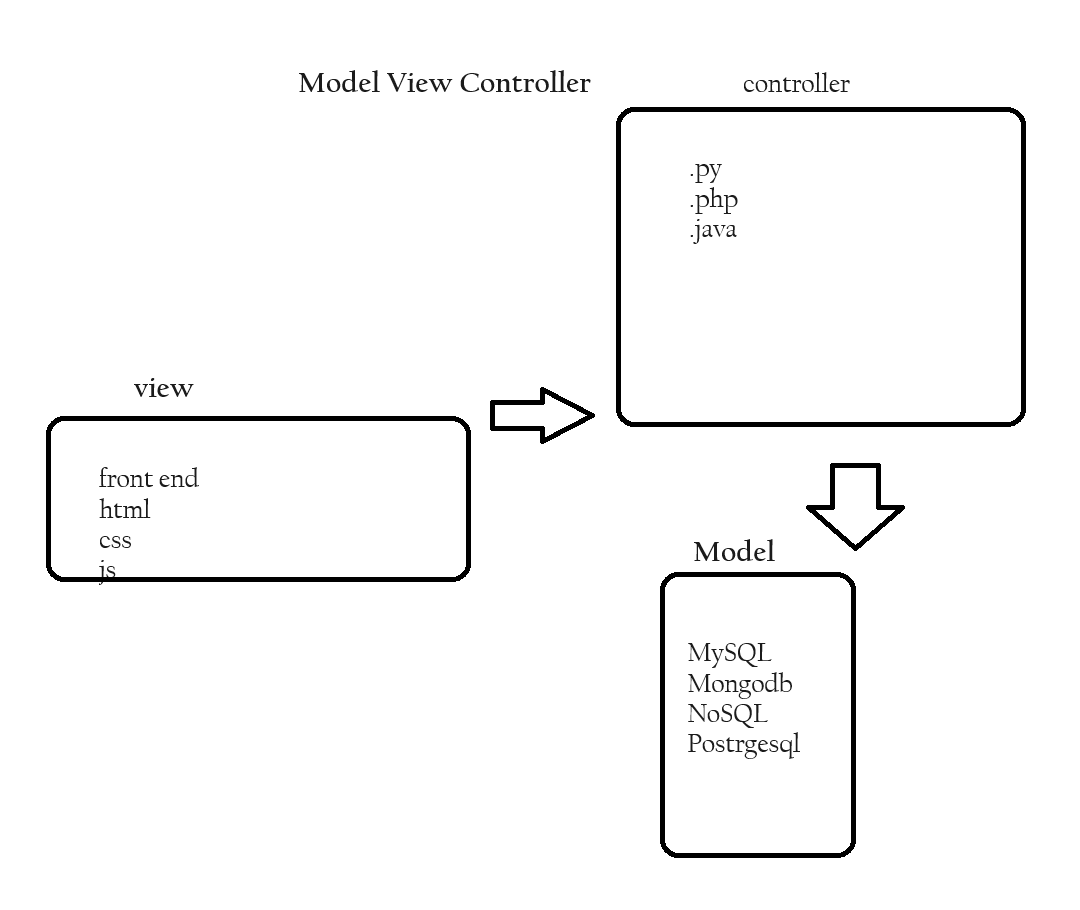 Model View Controller
controller
.py
.php
.java
view
front end
html
css
js
Model
MySQL
Mongodb
NoSQL
Postrgesql